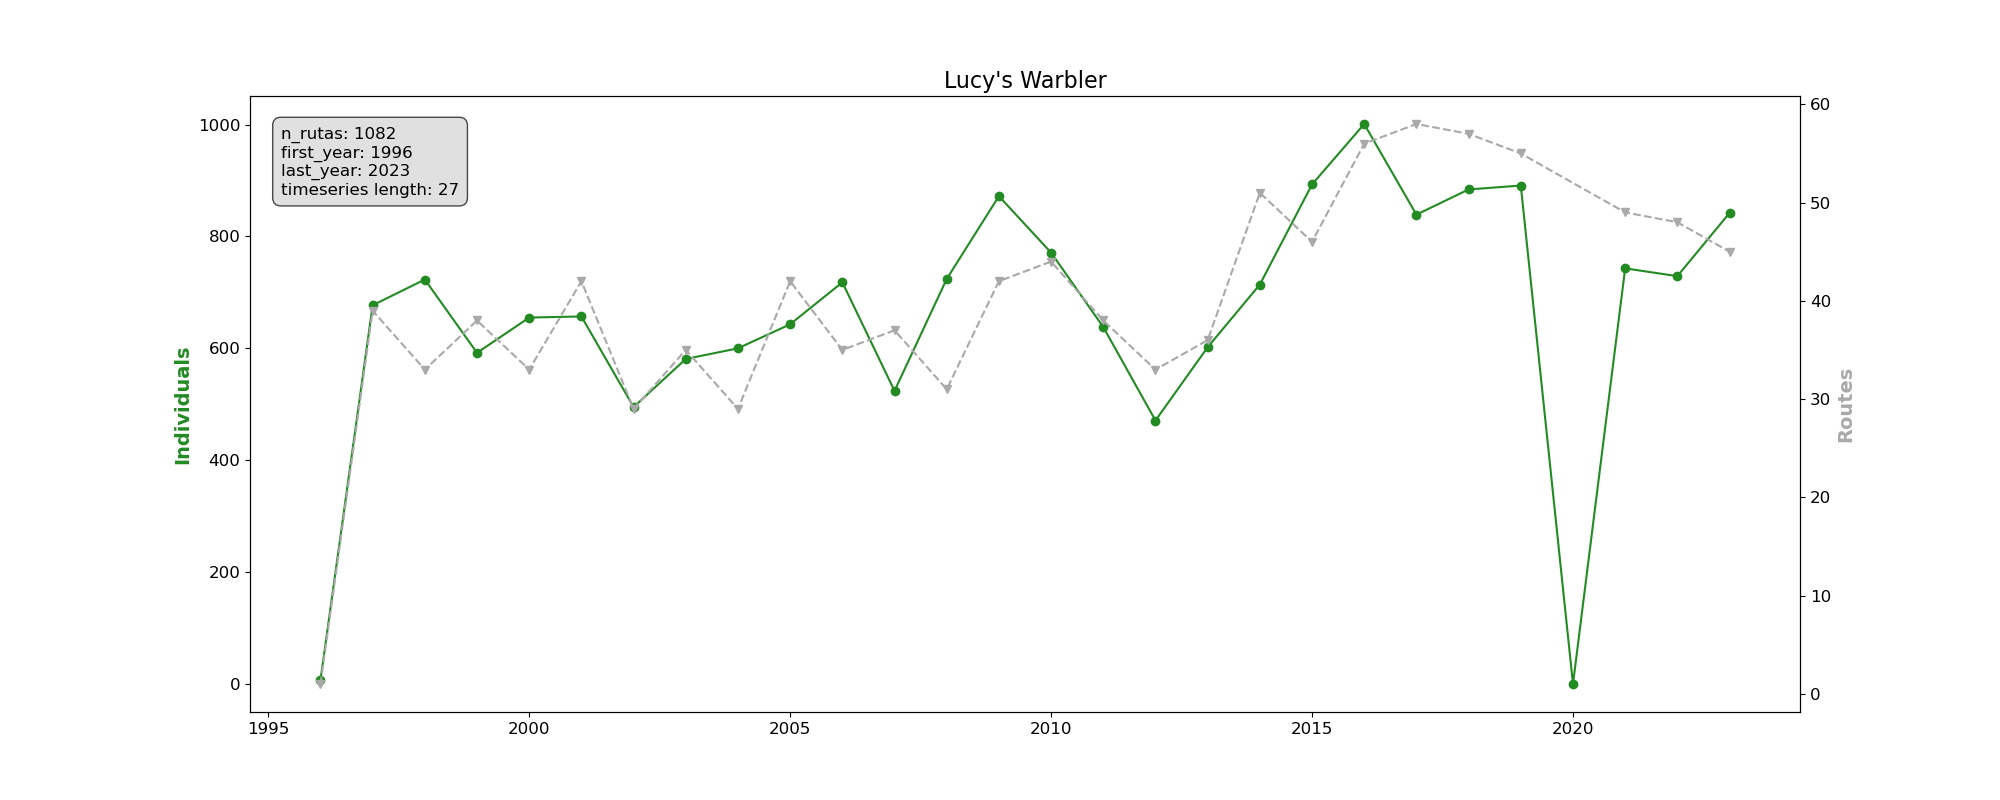 Lucy's Warbler
n_rutas: 1082
first_year: 1996
last_year: 2023
timeseries length: 27
Individuals
1000
800
600
400
200
0
60
50
40
30
20
10
0
Routes
1995 2000 2005 2010 2015 2020